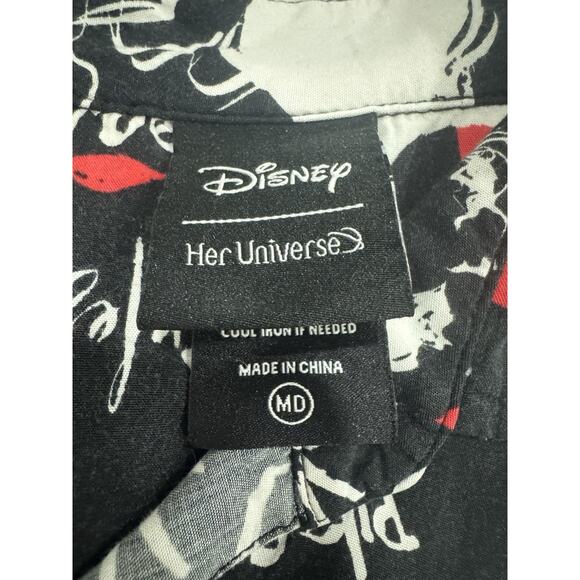 Disney
Her Universe
COOL IRON IF NEEDED
MADE IN CHINA
MD